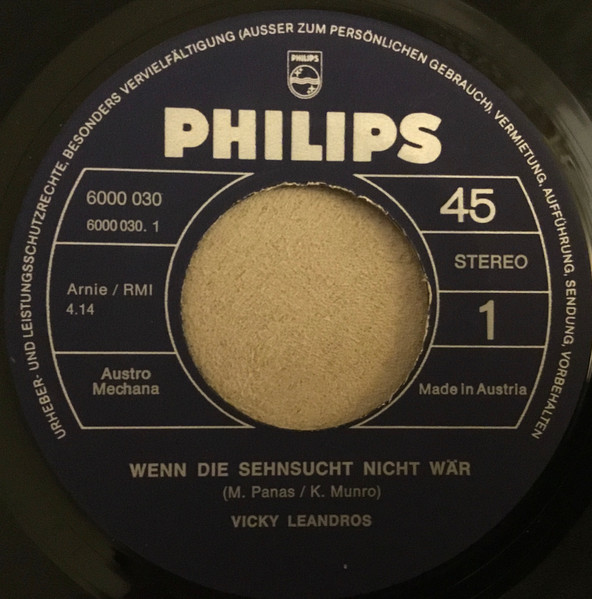 URHEBER- UND LEISTUNGSSCHUTZRECHTE, BESONDERS VERVIELFÄLTIGUNG (AUSSER ZUM PERSÖNLICHEN GEBRAUCH), VERMIETUNG, AUFFÜHRUNG, SENDUNG, VORBEHALTEN
PHILIPS
PHILIPS
6000 030
6000 030. 1
45
STEREO
Arnie / RMI
4.14
1
Austro
Mechana
Made in Austria
WENN DIE SEHNSUCHT NICHT WÄR
(M. Panas / K. Munro)
VICKY LEANDROS